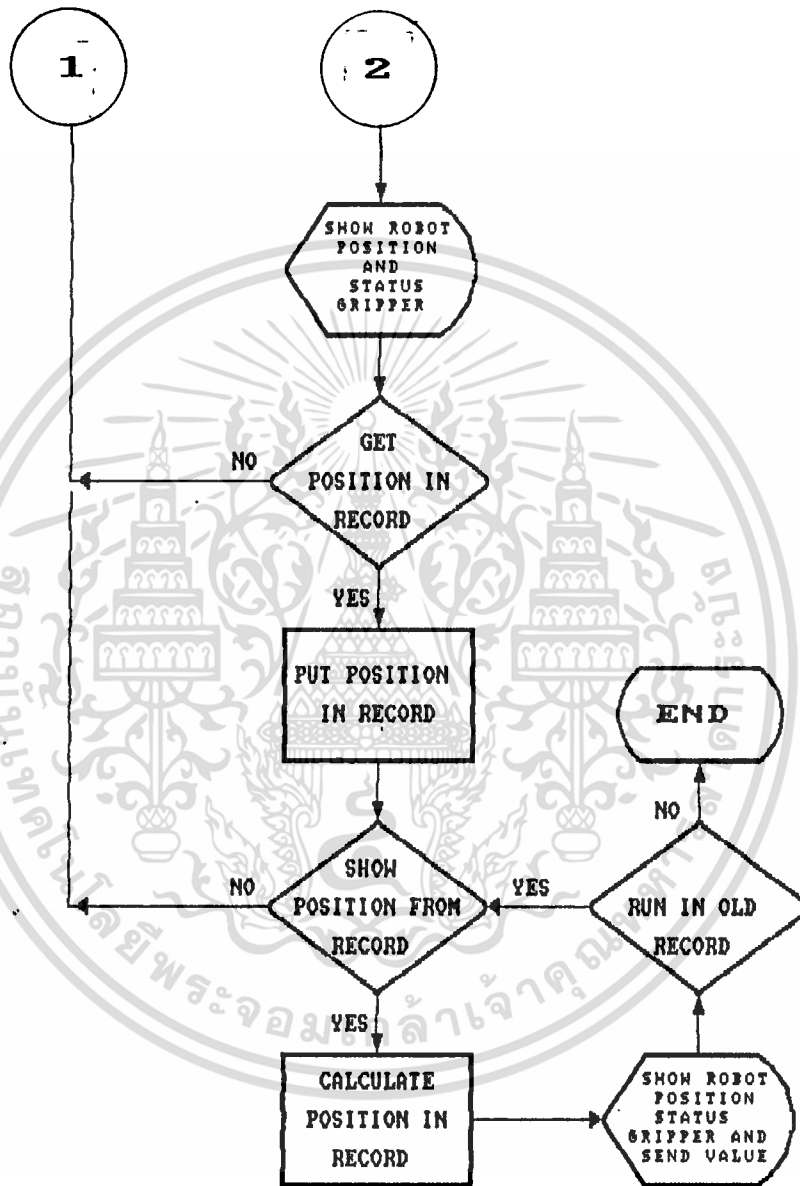 1
2
SHOW ROBOT
POSITION
AND
STATUS
GRIPPER
GET
POSITION IN
RECORD
NO
YES
PUT POSITION
IN RECORD
END
NO
SHOW
POSITION FROM
RECORD
NO
YES
RUN IN OLD
RECORD
YES
CALCULATE
POSITION IN
RECORD
SHOW ROBOT
POSITION
STATUS
GRIPPER AND
SEND VALUE